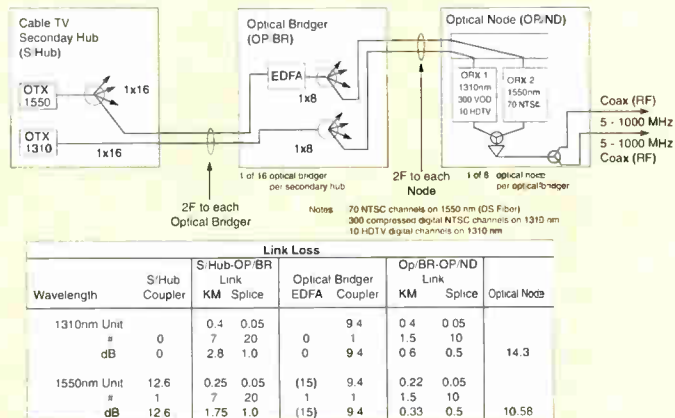 Cable TV
Seconday Hub
(S/Hub)
Optical Bridger
(OP/BR)
Optical Node (OP/ND)
OTX
1550
1x16
OTX
1310
1x16
EDFA
1x8
1x8
ORX 1
1310nm
300 VOD
10 HDTV
ORX 2
1550nm
70 NTSC
Coax (RF)
5 - 1000 MHz
5 - 1000 MHz
Coax (RF)
1 of 16 optical bridger
per secondary hub
2F to each
Node
1 of 8 optical node
per optical bridger
2F to each
Optical Bridger
Notes 70 NTSC channels on 1550 nm (DS Fiber)
300 compressed digital NTSC channels on 1310 nm
10 HDTV digital channels on 1310 nm
Link Loss
S/Hub-OP/BR Op/BR-OP/ND
S/Hub Link Optical Bridger Link
Wavelength Coupler KM Splice EDFA Coupler KM Splice Optical Node
1310nm Unit 0.4 0.05 9.4 0.4 0.05
# 0 7 20 0 1 1.5 10
dB 0 2.8 1.0 0 9.4 0.6 0.5 14.3
1550nm Unit 12.6 0.25 0.05 (15) 9.4 0.22 0.05
# 1 7 20 1 1 1.5 10
dB 12.6 1.75 1.0 (15) 9.4 0.33 0.5 10.58